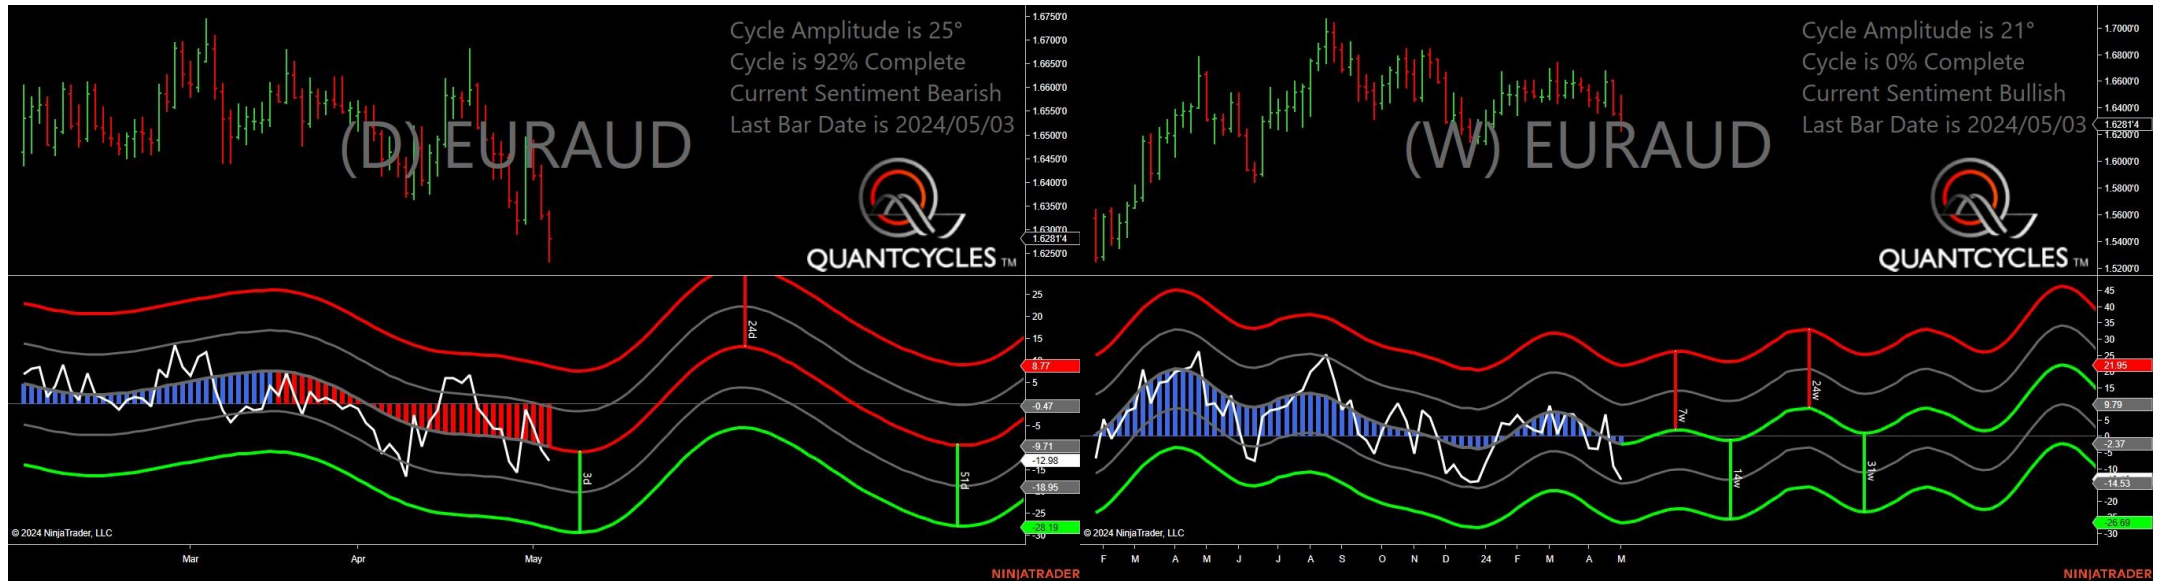 Cycle Amplitude is 25°
Cycle is 92% Complete
Current Sentiment Bearish
Last Bar Date is 2024/05/03
(D) EURAUD
QUANTCYCLES TM
1.6750'0
1.6700'0
1.6650'0
1.6600'0
1.6550'0
1.6500'0
1.6450'0
1.6400'0
1.6350'0
1.6300'0
1.6281'4
1.6250'0
24d
3d
51d
25
20
15
8.77
5
-0.47
-5
-9.71
-12.98
-15
-18.95
-25
-28.19
-30
© 2024 NinjaTrader, LLC
Mar
Apr
May
NINJATRADER
Cycle Amplitude is 21°
Cycle is 0% Complete
Current Sentiment Bullish
Last Bar Date is 2024/05/03
(W) EURAUD
QUANTCYCLES TM
1.7000'0
1.6800'0
1.6600'0
1.6400'0
1.6281'4
1.6200'0
1.6000'0
1.5800'0
1.5600'0
1.5400'0
1.5200'0
7w
24w
14w
31w
45
40
35
30
25
21.95
15
9.79
5
-2.37
-5
-10
-14.53
-20
-26.69
-30
© 2024 NinjaTrader, LLC
F M A M J J A S O N D 24 F M A M
NINJATRADER